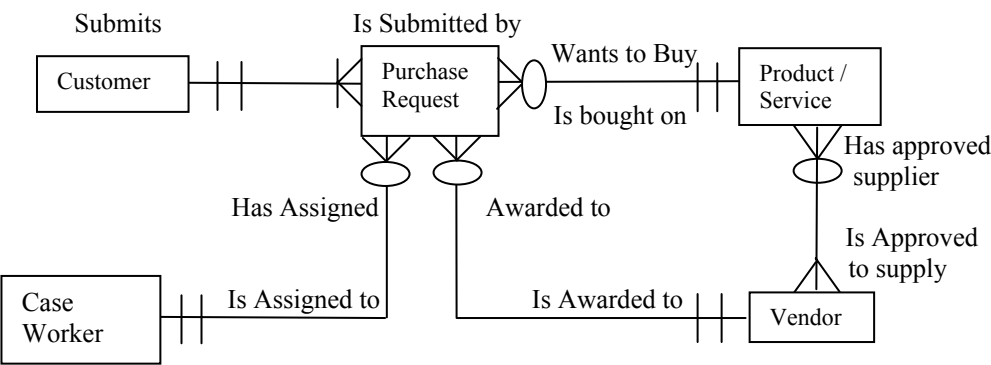 Submits
Is Submitted by
Customer
Purchase
Request
Wants to Buy
Is bought on
Product /
Service
Has approved
supplier
Has Assigned
Awarded to
Is Approved
to supply
Case
Worker
Is Assigned to
Is Awarded to
Vendor